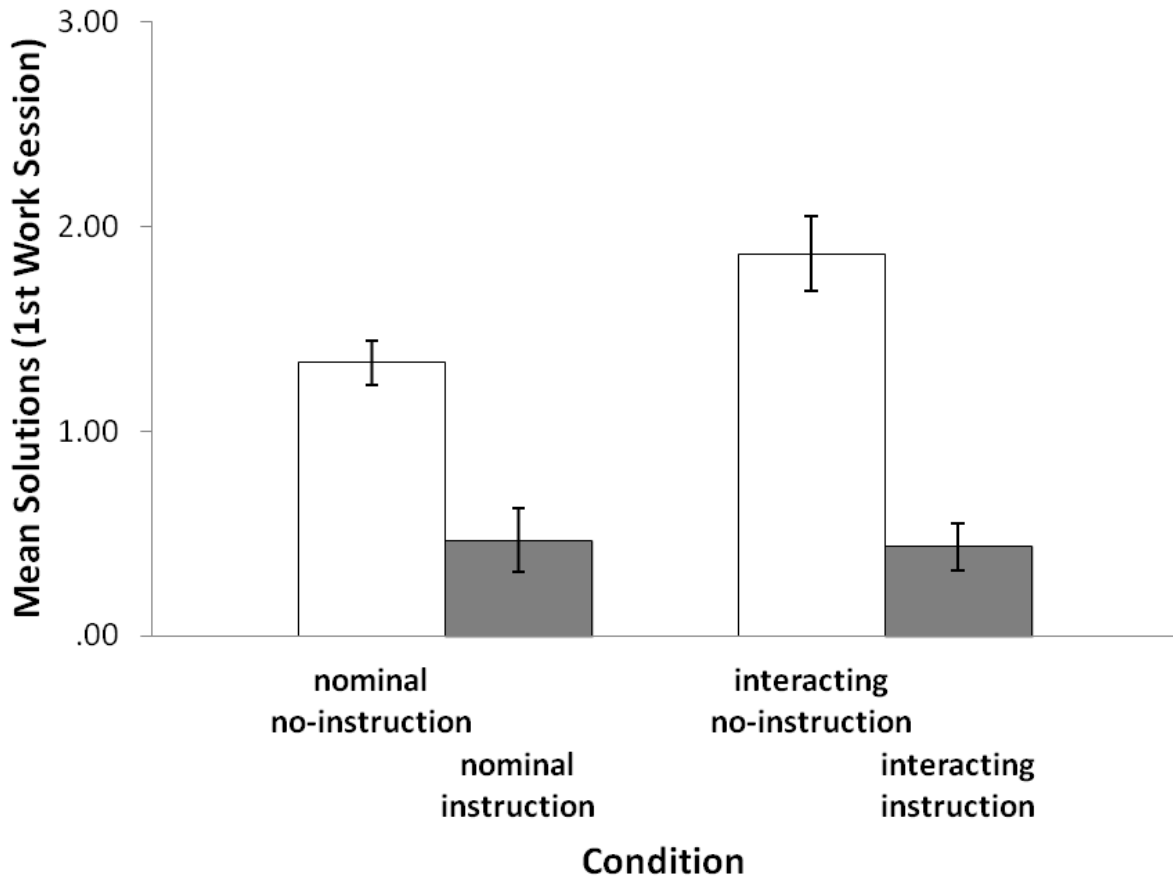 Mean Solutions (1st Work Session)
3.00
2.00
1.00
.00
nominal
no-instruction
nominal
instruction
interacting
no-instruction
interacting
instruction
Condition